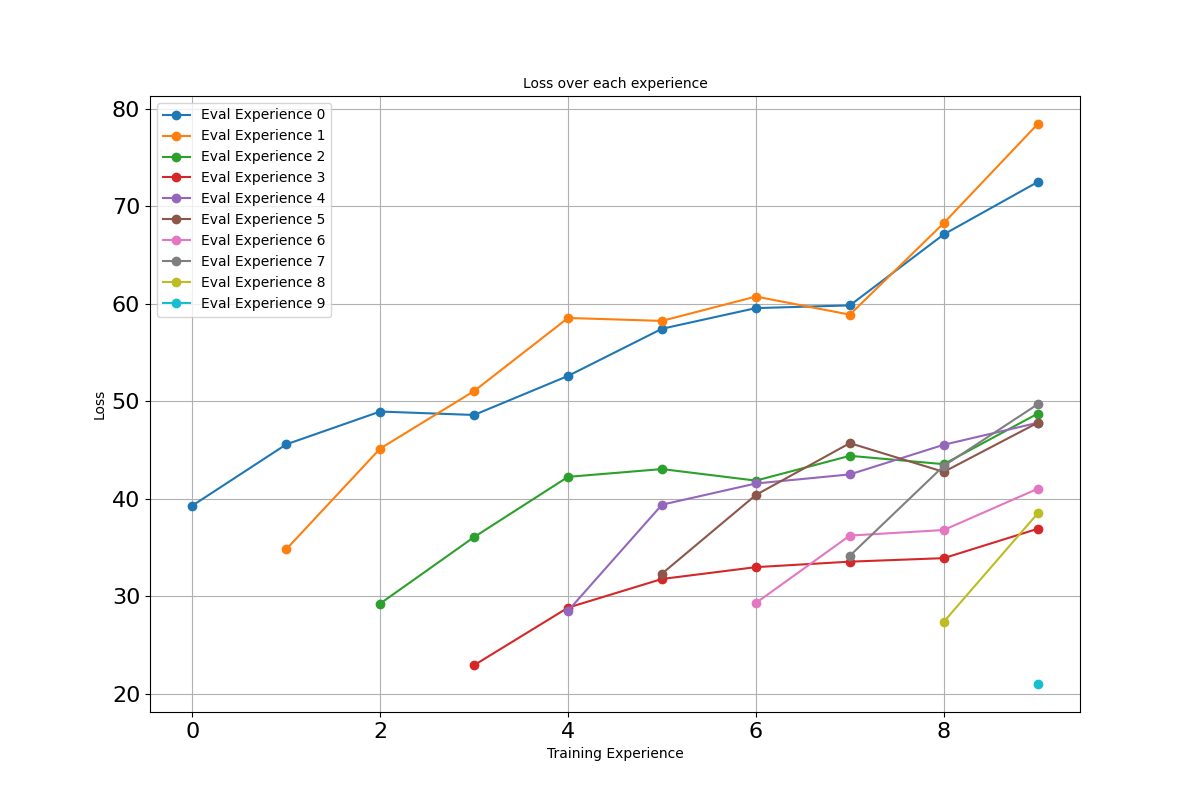 Loss over each experience
80
70
60
50
40
30
20
Loss
Eval Experience 0
Eval Experience 1
Eval Experience 2
Eval Experience 3
Eval Experience 4
Eval Experience 5
Eval Experience 6
Eval Experience 7
Eval Experience 8
Eval Experience 9
0 2 4 6 8
Training Experience